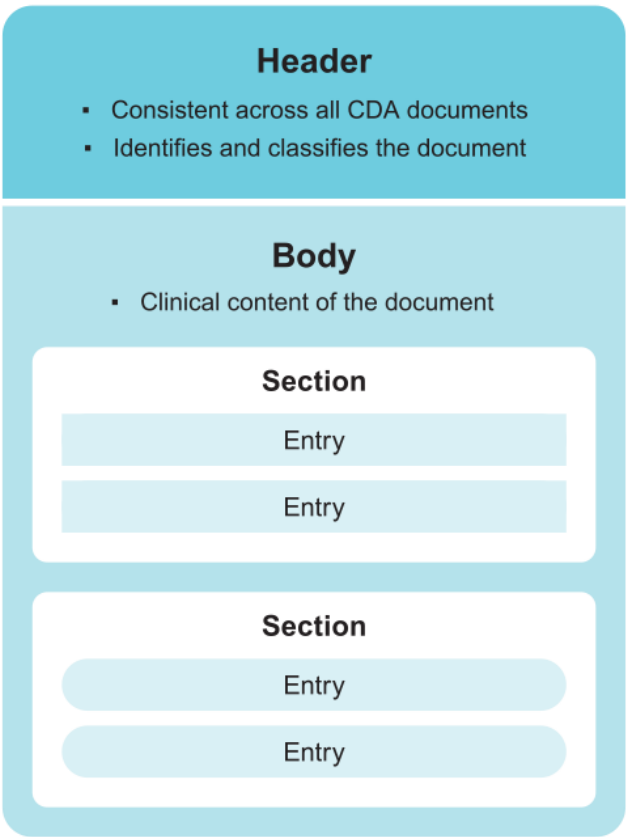 Header
▪ Consistent across all CDA documents
▪ Identifies and classifies the document
Body
▪ Clinical content of the document
Section
Entry
Entry
Section
Entry
Entry